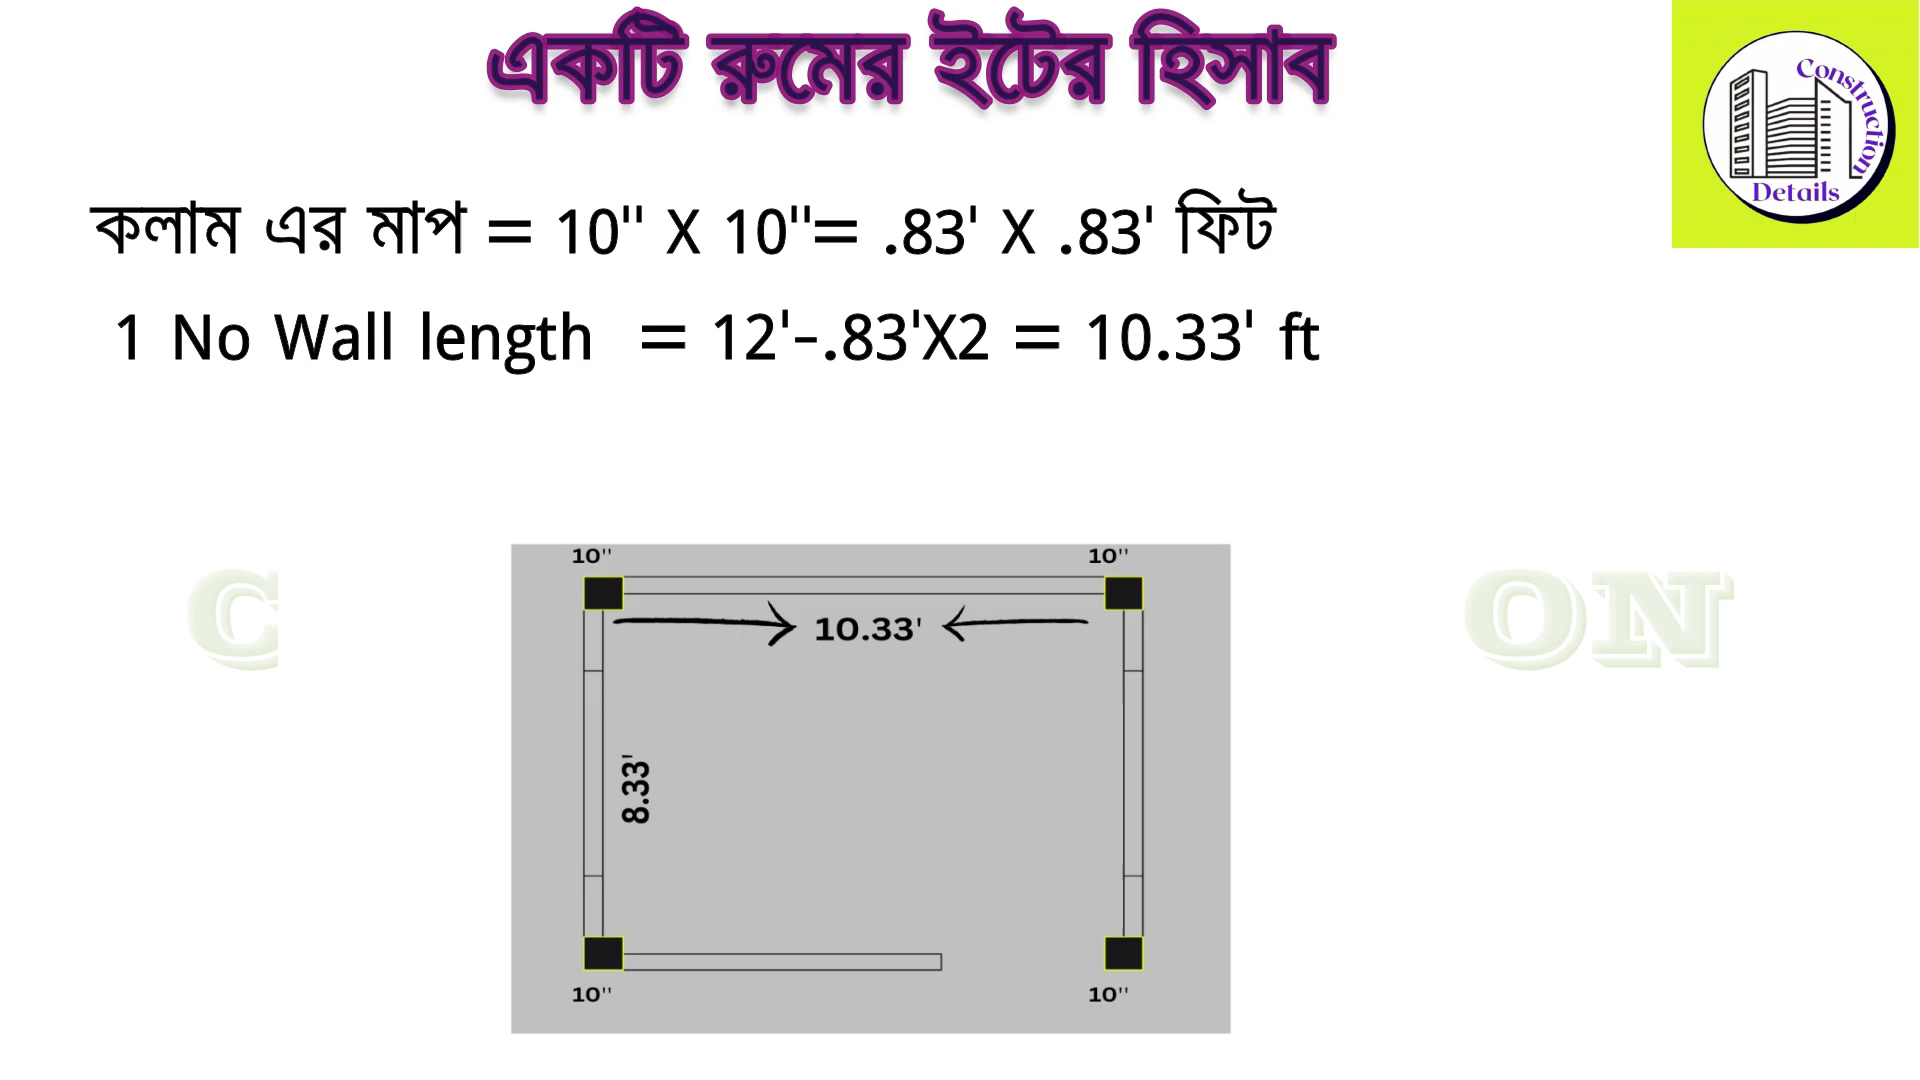 একটি রুমের ইটের হিসাব
Construction
Details
কলাম এর মাপ = 10" X 10"= .83' X .83' ফিট
1 No Wall length = 12'-.83'X2 = 10.33' ft
C ON
10" 10"
10.33'
8.33'
10" 10"